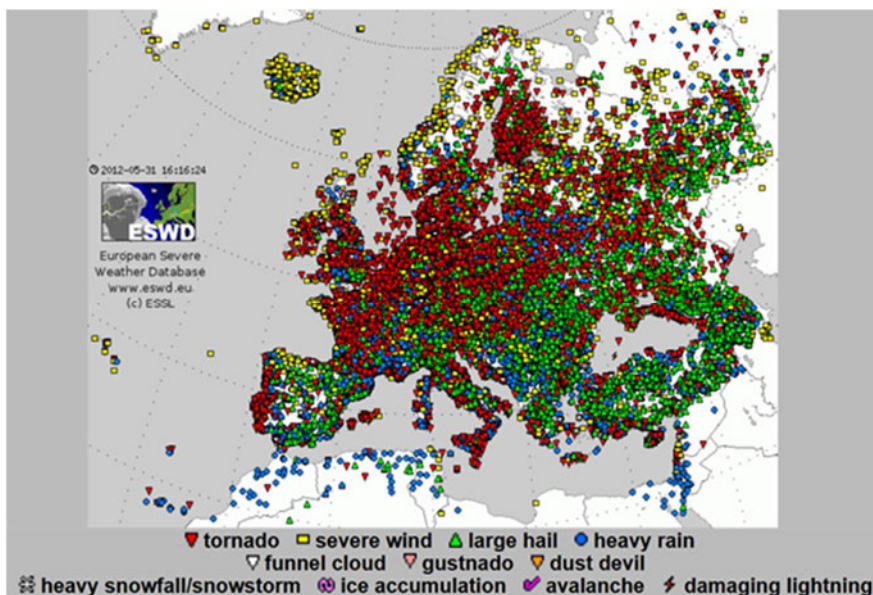 2012-05-31 16:16:24
ESWD
European Severe
Weather Database
www.eswd.eu
(c) ESSL
tornado severe wind large hail heavy rain
funnel cloud gustnado dust devil
heavy snowfall/snowstorm ice accumulation avalanche damaging lightning